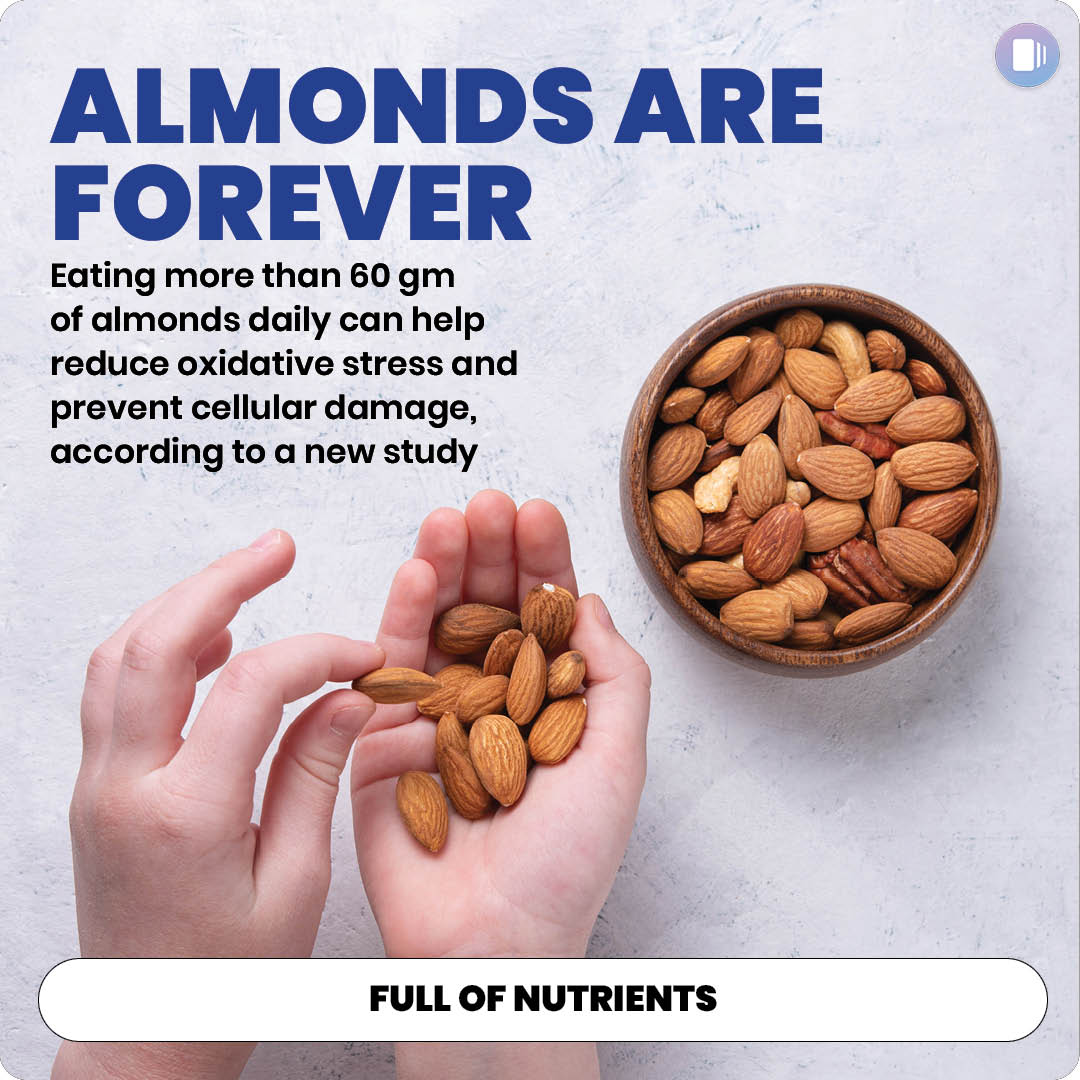 ALMONDS ARE
FOREVER
Eating more than 60 gm
of almonds daily can help
reduce oxidative stress and
prevent cellular damage,
according to a new study
FULL OF NUTRIENTS